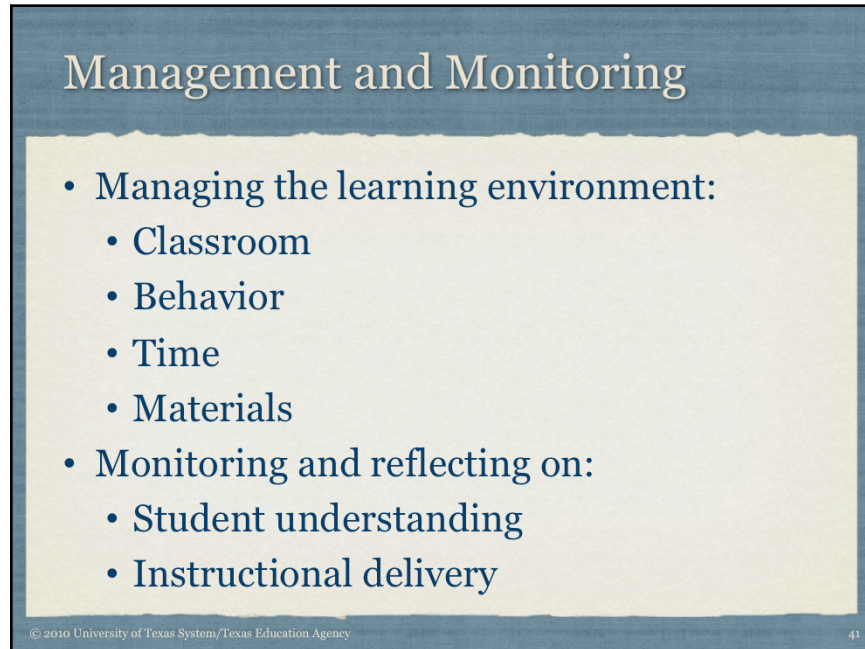 Management and Monitoring
• Managing the learning environment:
• Classroom
• Behavior
• Time
• Materials
• Monitoring and reflecting on:
• Student understanding
• Instructional delivery
© 2010 University of Texas System/Texas Education Agency
41